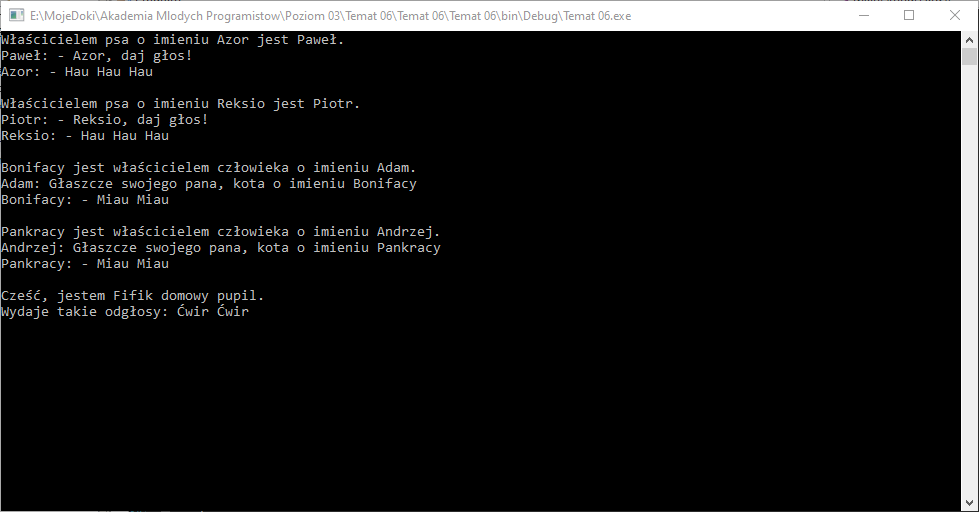 E:\MojeDoki\Akademia Mlodych Programistow\Poziom 03\Temat 06\Temat 06\Temat 06\bin\Debug\Temat 06.exe
Właścicielem psa o imieniu Azor jest Paweł.
Paweł: - Azor, daj głos!
Azor: - Hau Hau Hau
Właścicielem psa o imieniu Reksio jest Piotr.
Piotr: - Reksio, daj głos!
Reksio: - Hau Hau Hau
Bonifacy jest właścicielem człowieka o imieniu Adam.
Adam: Głaszcze swojego pana, kota o imieniu Bonifacy
Bonifacy: - Miau Miau
Pankracy jest właścicielem człowieka o imieniu Andrzej.
Andrzej: Głaszcze swojego pana, kota o imieniu Pankracy
Pankracy: - Miau Miau
Cześć, jestem Fifik domowy pupil.
Wydaje takie odgłosy: Ćwir Ćwir